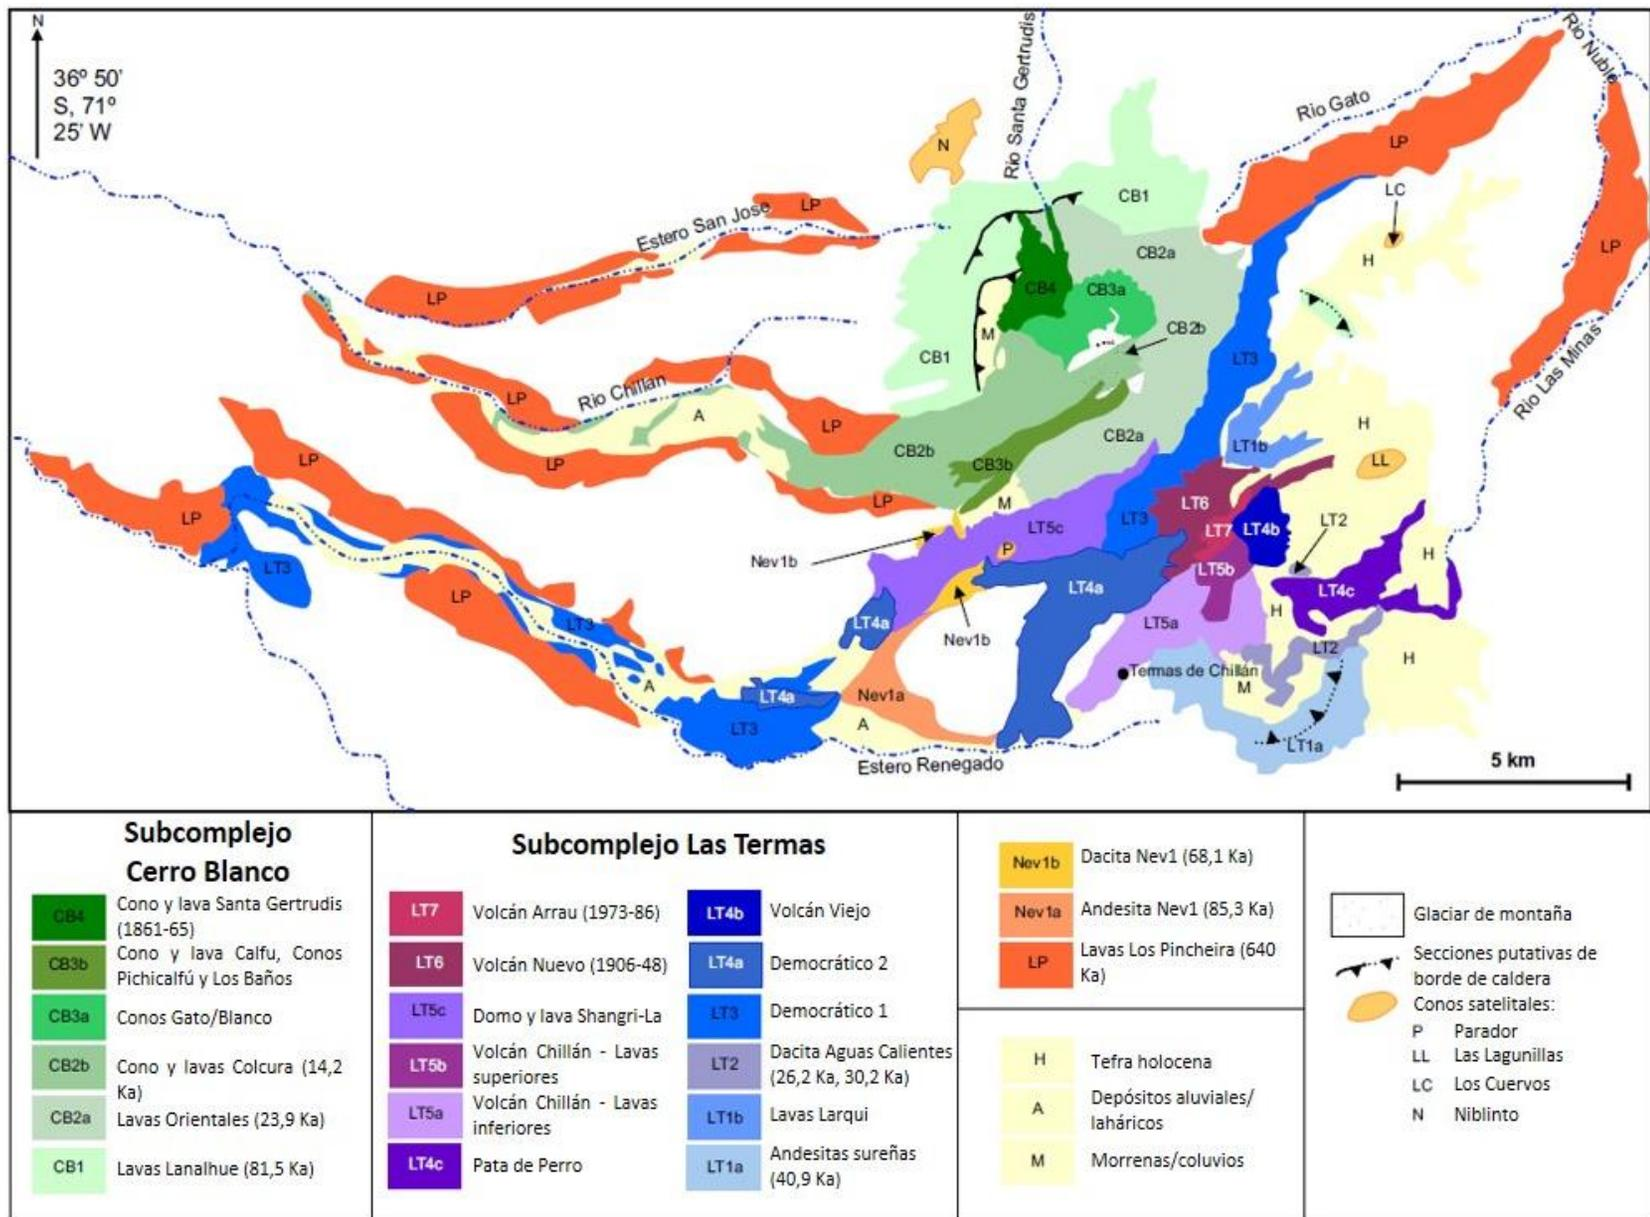 N
36º 50'
S, 71º
25' W
Rio Santa Gertrudis
Rio Gato
Rio Ñuble
N
LP
LP
LC
Estero San Jose
LP
CB1
CB2a
H
LP
LP
CB4
CB3a
CB2b
M
CB1
LT3
Rio Las Minas
LP
Rio Chillán
A
LP
LT1b
H
LL
CB2b
CB2a
LP
LP
CB3b
LP
M
LT6
LT5c
LT3
LT7
LT4b
LT2
LP
Nev1b
P
LT5b
H
LT3
LP
LT4a
LT4c
LT4a
Nev1b
LT5a
H
LT3
LT2
H
Termas de Chillán
A
LT4a
Nev1a
M
LT3
A
LT1a
Estero Renegado
5 km
Subcomplejo
Cerro Blanco
CB4 Cono y lava Santa Gertrudis
(1861-65)
CB3b Cono y lava Calfu, Conos
Pichicalfú y Los Baños
CB3a Conos Gato/Blanco
CB2b Cono y lavas Colcura (14,2
Ka)
CB2a Lavas Orientales (23,9 Ka)
CB1 Lavas Lanalhue (81,5 Ka)
Subcomplejo Las Termas
LT7 Volcán Arrau (1973-86)
LT6 Volcán Nuevo (1906-48)
LT5c Domo y lava Shangri-La
LT5b Volcán Chillán - Lavas
superiores
LT5a Volcán Chillán - Lavas
inferiores
LT4c Pata de Perro
LT4b Volcán Viejo
LT4a Democrático 2
LT3 Democrático 1
LT2 Dacita Aguas Calientes
(26,2 Ka, 30,2 Ka)
LT1b Lavas Larqui
LT1a Andesitas sureñas
(40,9 Ka)
Nev1b Dacita Nev1 (68,1 Ka)
Nev1a Andesita Nev1 (85,3 Ka)
LP Lavas Los Pincheira (640
Ka)
H Tefra holocena
A Depósitos aluviales/
laháricos
M Morrenas/coluvios
Glaciar de montaña
Secciones putativas de
borde de caldera
Conos satelitales:
P Parador
LL Las Lagunillas
LC Los Cuervos
N Niblinto